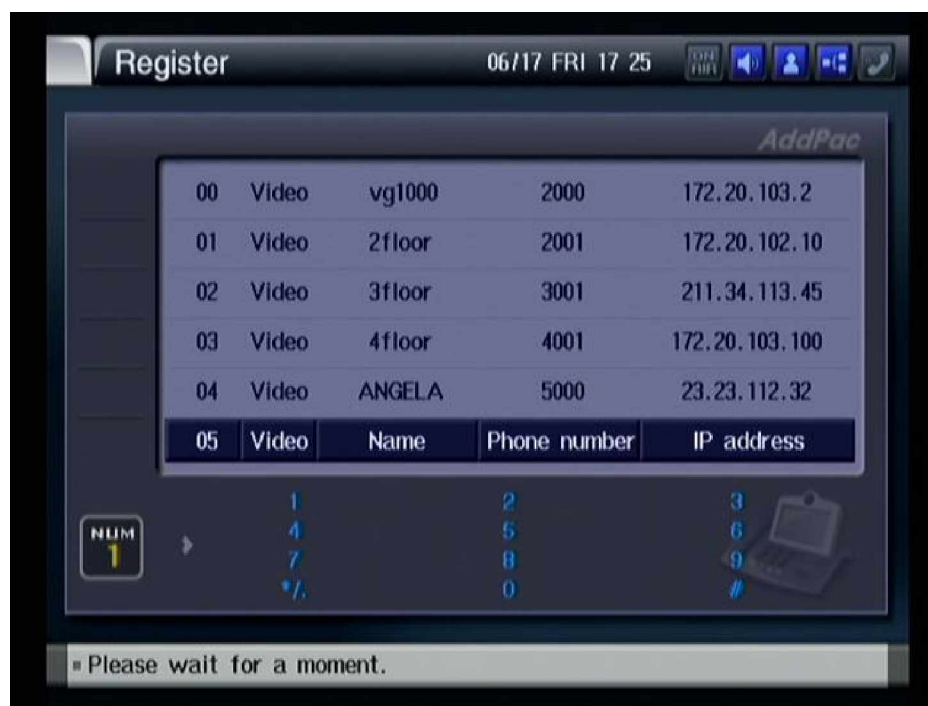 Register 06/17 FRI 17 25 ON AIR
AddPac
00 Video vg1000 2000 172.20.103.2
01 Video 2floor 2001 172.20.102.10
02 Video 3floor 3001 211.34.113.45
03 Video 4floor 4001 172.20.103.100
04 Video ANGELA 5000 23.23.112.32
05 Video Name Phone number IP address
1 2 3
NUM 4 5 6
1 7 8 9
*/. 0 #
Please wait for a moment.